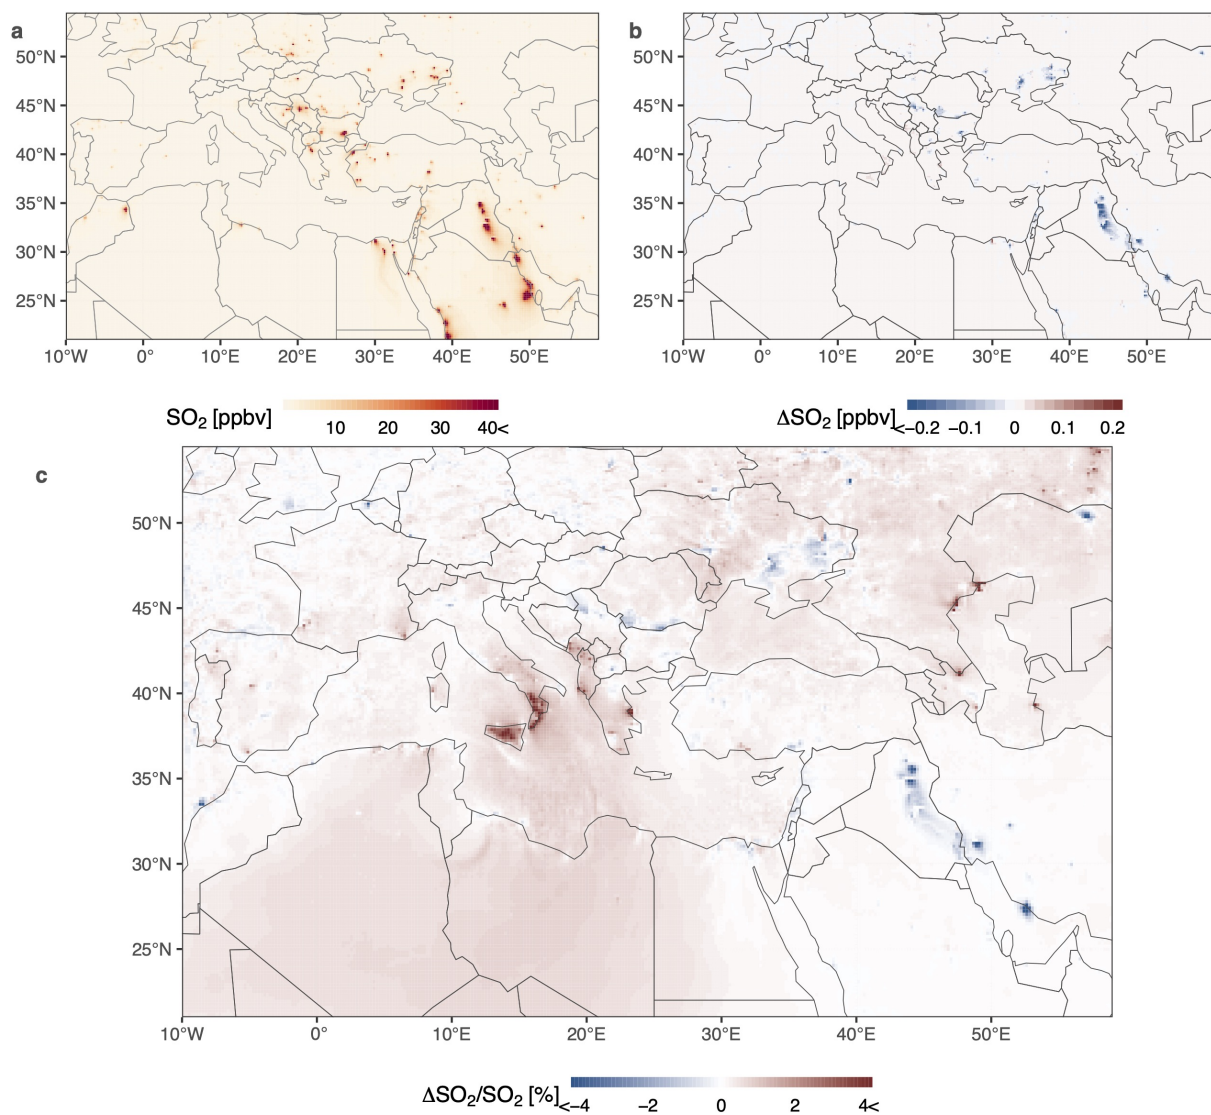 a
50°N
45°N
40°N
35°N
30°N
25°N
10°W 0° 10°E 20°E 30°E 40°E 50°E
SO₂ [ppbv]
10 20 30 40<
b
50°N
45°N
40°N
35°N
30°N
25°N
10°W 0° 10°E 20°E 30°E 40°E 50°E
ΔSO₂ [ppbv]
<−0.2 −0.1 0 0.1 0.2
c
50°N
45°N
40°N
35°N
30°N
25°N
10°W 0° 10°E 20°E 30°E 40°E 50°E
ΔSO₂/SO₂ [%]
<−4 −2 0 2 4<